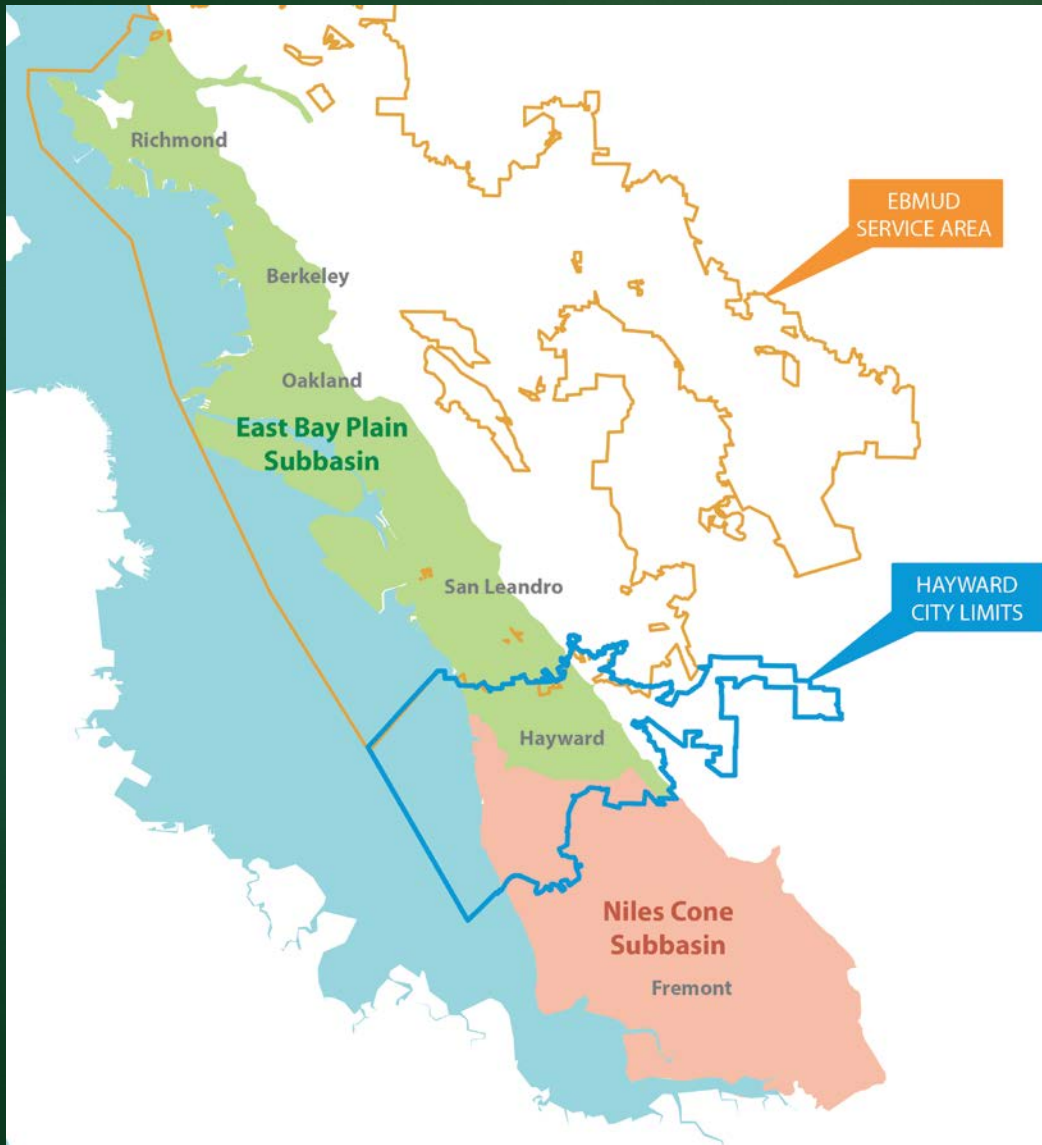 Richmond
EBMUD
SERVICE AREA
Berkeley
Oakland
East Bay Plain
Subbasin
San Leandro
HAYWARD
CITY LIMITS
Hayward
Niles Cone
Subbasin
Fremont